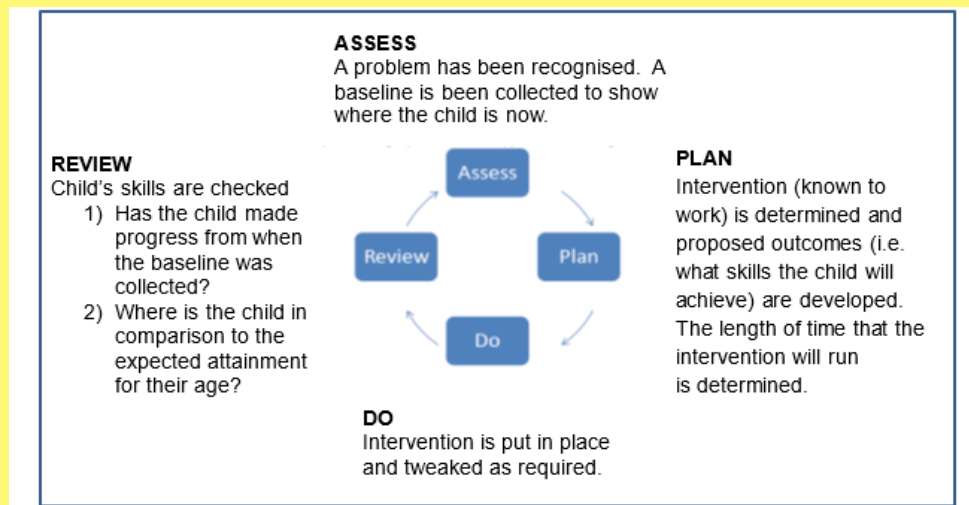 ASSESS
A problem has been recognised. A
baseline is been collected to show
where the child is now.
REVIEW
Child's skills are checked
1) Has the child made
progress from when
the baseline was
collected?
2) Where is the child in
comparison to the
expected attainment
for their age?
Assess
Review
Plan
Do
PLAN
Intervention (known to
work) is determined and
proposed outcomes (i.e.
what skills the child will
achieve) are developed.
The length of time that the
intervention will run
is determined.
DO
Intervention is put in place
and tweaked as required.